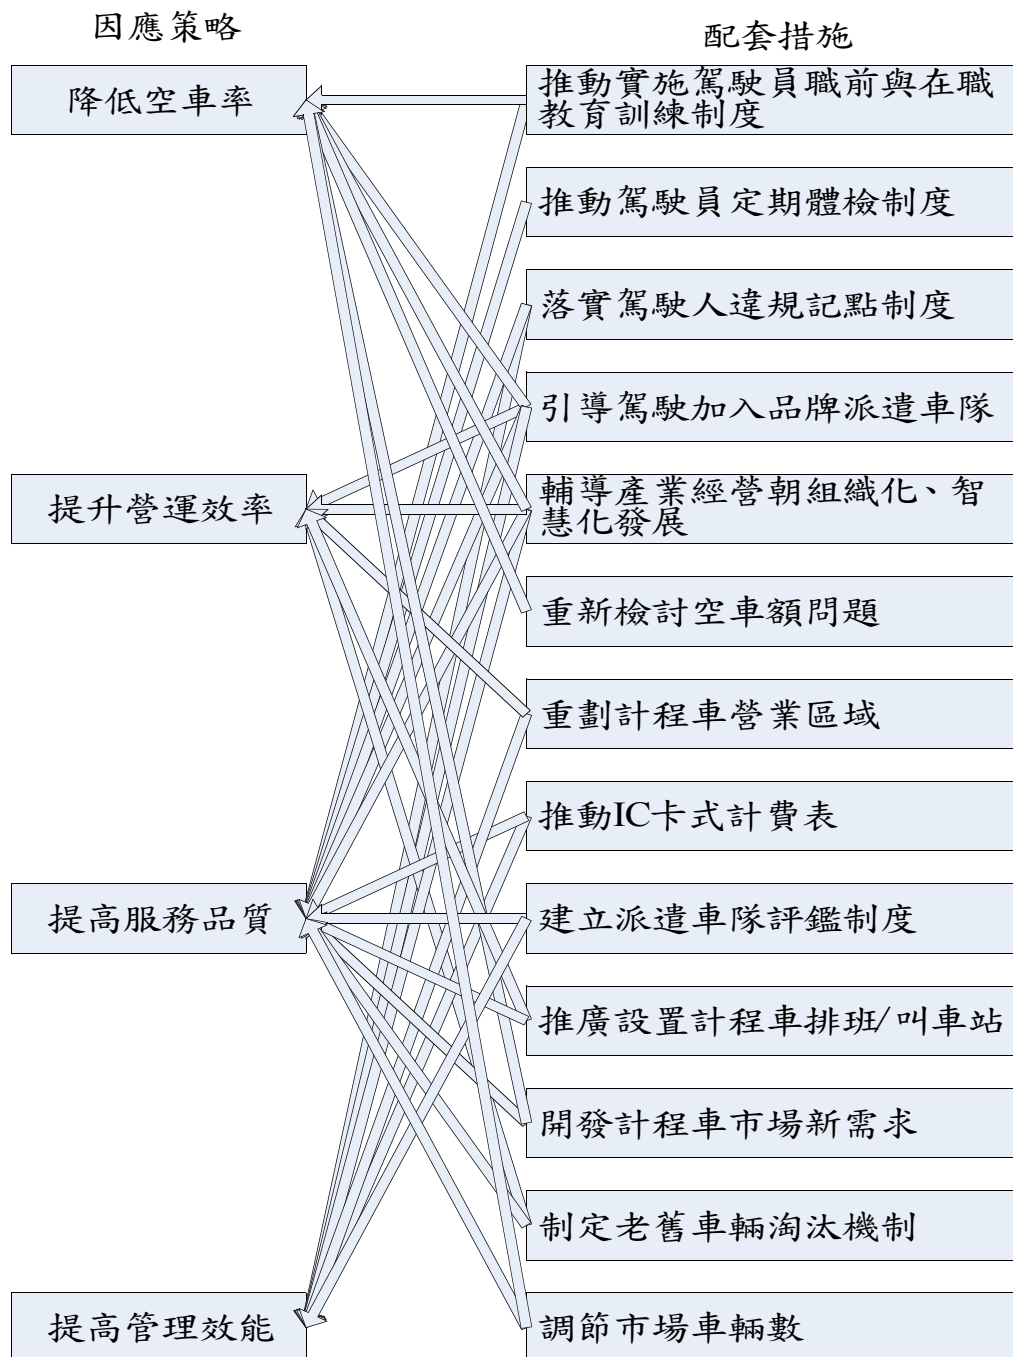 因應策略
配套措施
降低空車率
推動實施駕駛員職前與在職
教育訓練制度
推動駕駛員定期體檢制度
落實駕駛人違規記點制度
引導駕駛加入品牌派遣車隊
提升營運效率
輔導產業經營朝組織化、智
慧化發展
重新檢討空車額問題
重劃計程車營業區域
推動IC卡式計費表
提高服務品質
建立派遣車隊評鑑制度
推廣設置計程車排班/叫車站
開發計程車市場新需求
制定老舊車輛淘汰機制
提高管理效能
調節市場車輛數